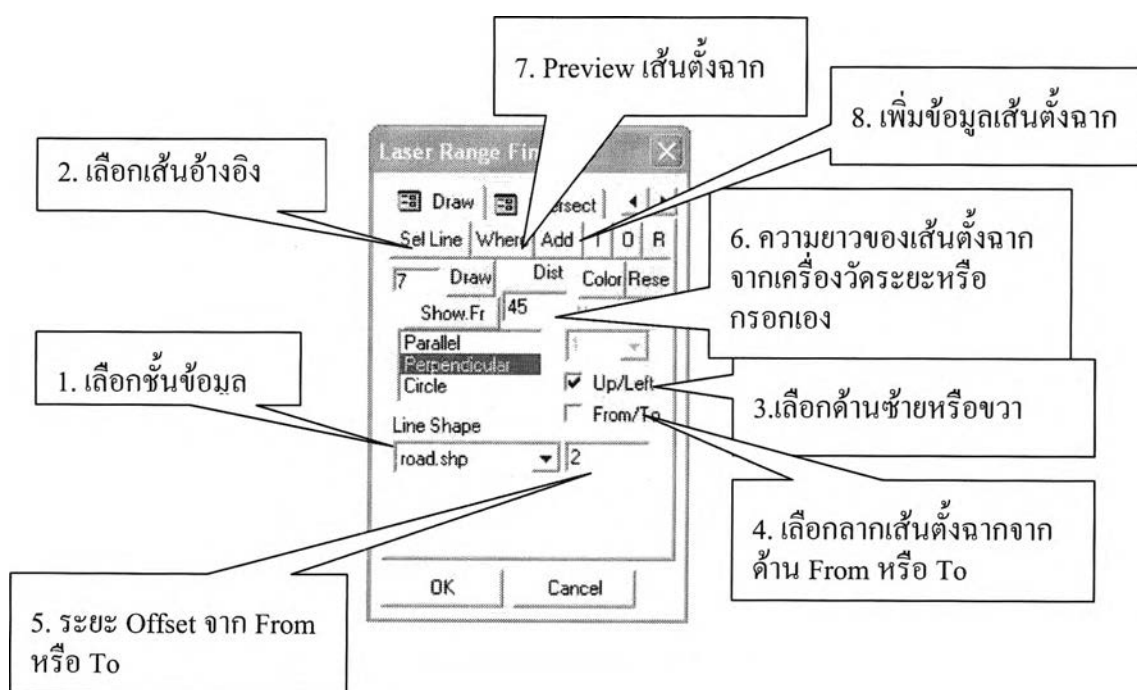 7. Preview เส้นตั้งฉาก
8. เพิ่มข้อมูลเส้นตั้งฉาก
2. เลือกเส้นอ้างอิง
Laser Range Fin
Draw
ersect
Sel Line Where Add I O R
7 Draw Dist Color Rese
Show.Fr 45
6. ความยาวของเส้นตั้งฉาก
จากเครื่องวัดระยะหรือ
กรอกเอง
Parallel
Perpendicular
Circle
1
1. เลือกชั้นข้อมูล
Up/Left
From/To
3.เลือกด้านซ้ายหรือขวา
Line Shape
road.shp 2
4. เลือกลากเส้นตั้งฉากจาก
ด้าน From หรือ To
OK Cancel
5. ระยะ Offset จาก From
หรือ To